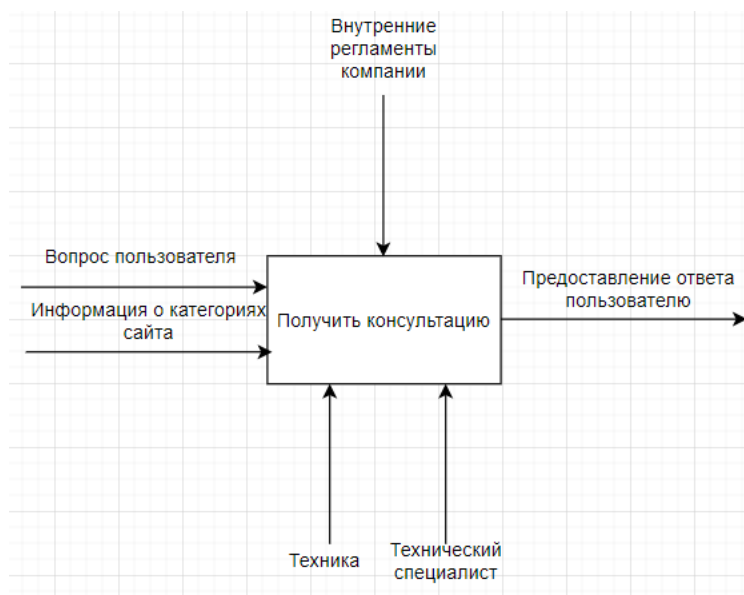 Внутренние
регламенты
компании
Вопрос пользователя
Информация о категориях
сайта
Получить консультацию
Предоставление ответа
пользователю
Техника
Технический
специалист